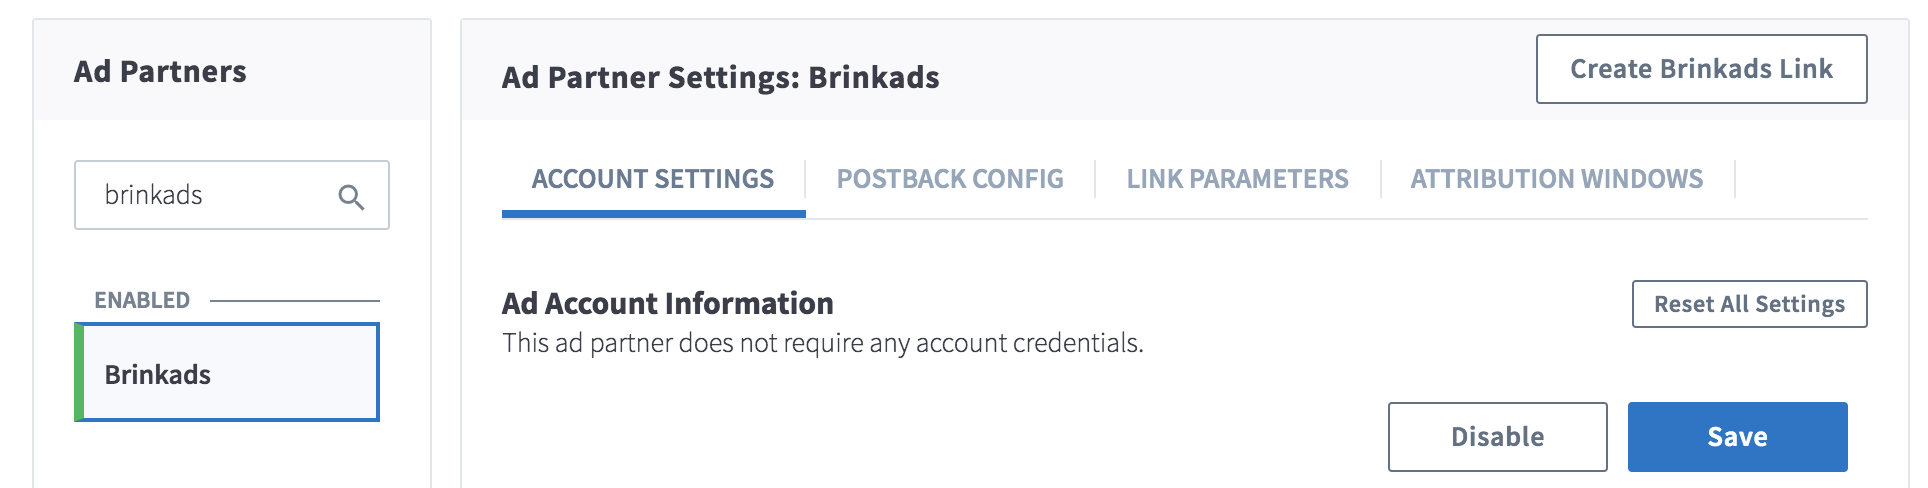 Ad Partners
brinkads
ENABLED
Brinkads
Ad Partner Settings: Brinkads
Create Brinkads Link
ACCOUNT SETTINGS
POSTBACK CONFIG
LINK PARAMETERS
ATTRIBUTION WINDOWS
Ad Account Information
This ad partner does not require any account credentials.
Reset All Settings
Disable
Save